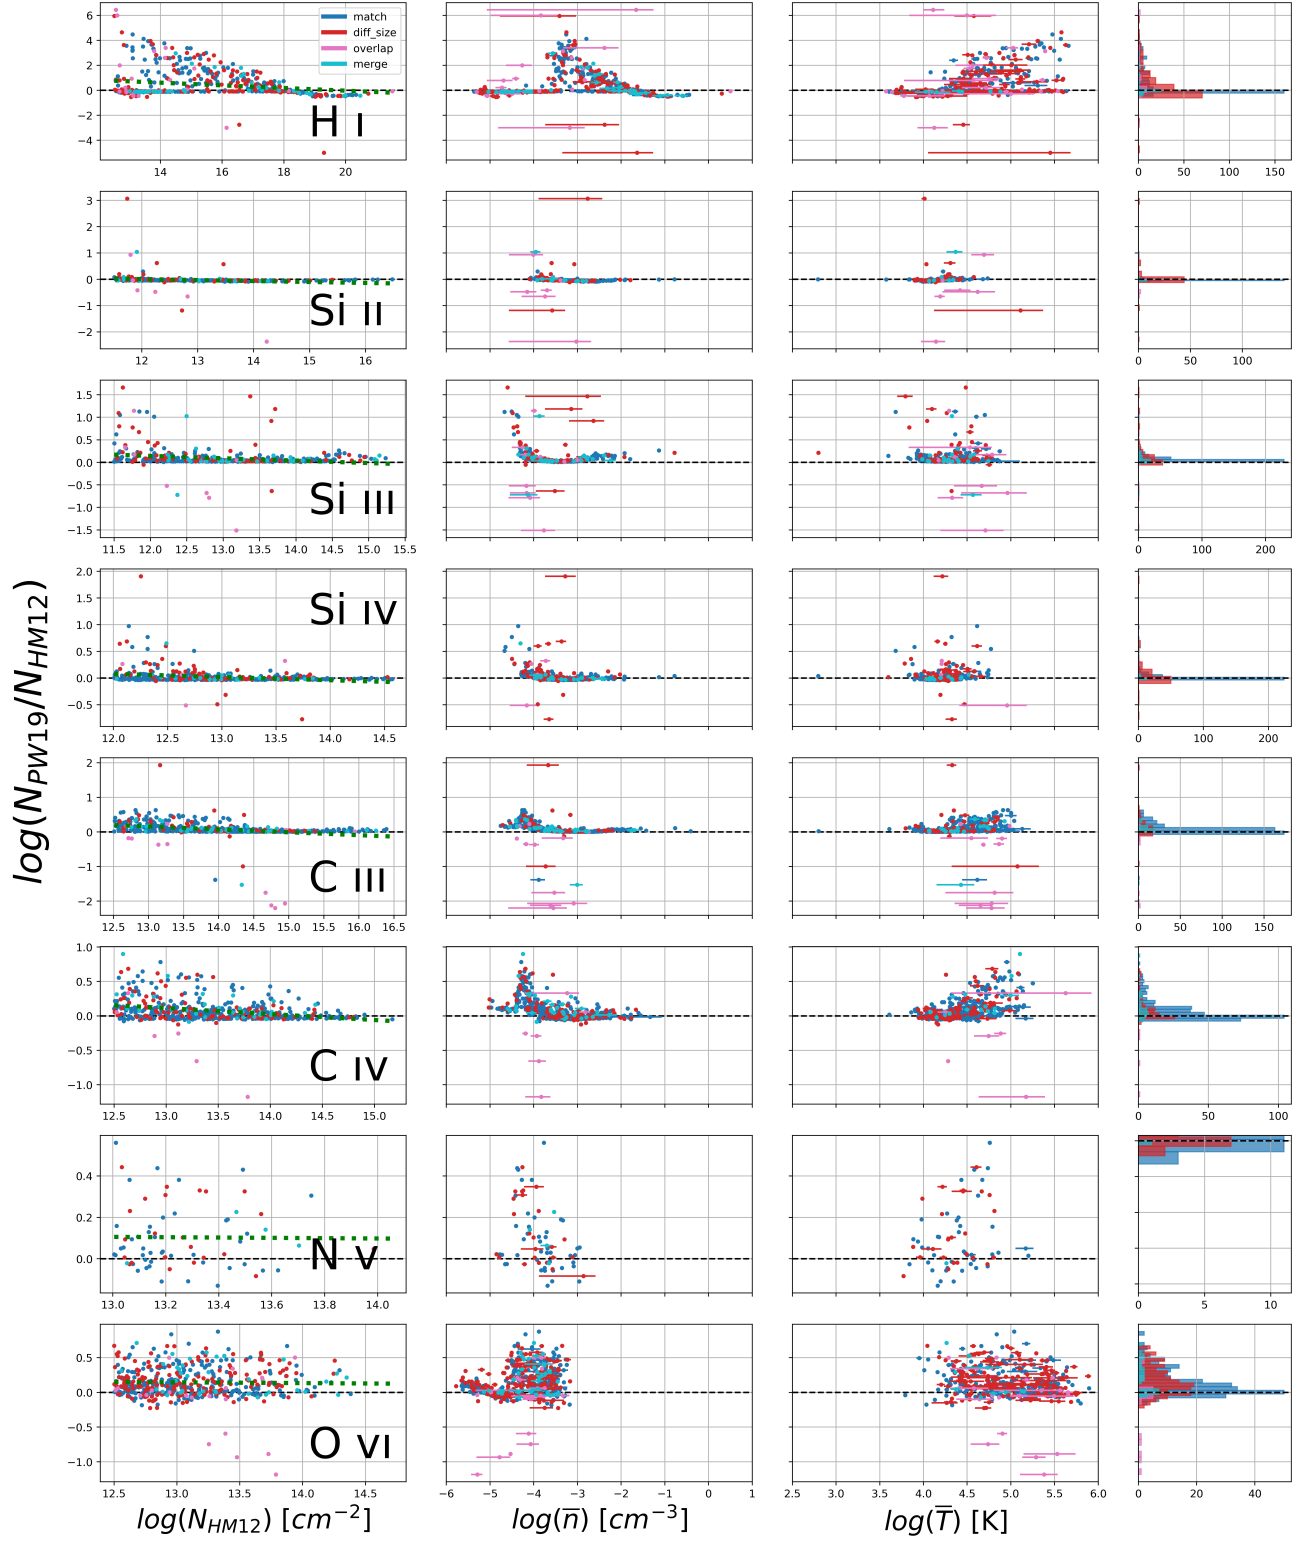 match
diff_size
overlap
merge
6
4
2
0
−2
−4
H ı
14 16 18 20
0 50 100 150
3
2
1
0
−1
−2
Si ıı
12 13 14 15 16
0 50 100
1.5
1.0
0.5
0.0
−0.5
−1.0
−1.5
Si ııı
11.5 12.0 12.5 13.0 13.5 14.0 14.5 15.0 15.5
0 100 200
2.0
1.5
1.0
0.5
0.0
−0.5
Si ıv
12.0 12.5 13.0 13.5 14.0 14.5
0 100 200
log(N_PW19/N_HM12)
2
1
0
−1
−2
C ııı
12.5 13.0 13.5 14.0 14.5 15.0 15.5 16.0 16.5
0 50 100 150
1.0
0.5
0.0
−0.5
−1.0
C ıv
12.5 13.0 13.5 14.0 14.5 15.0
0 50 100
0.4
0.2
0.0
N v
13.0 13.2 13.4 13.6 13.8 14.0
0 5 10
0.5
0.0
−0.5
−1.0
O vı
12.5 13.0 13.5 14.0 14.5
−6 −5 −4 −3 −2 −1 0 1
2.5 3.0 3.5 4.0 4.5 5.0 5.5 6.0
0 20 40
log(N_HM12) [cm⁻²]
log(n̅) [cm⁻³]
log(T̅) [K]